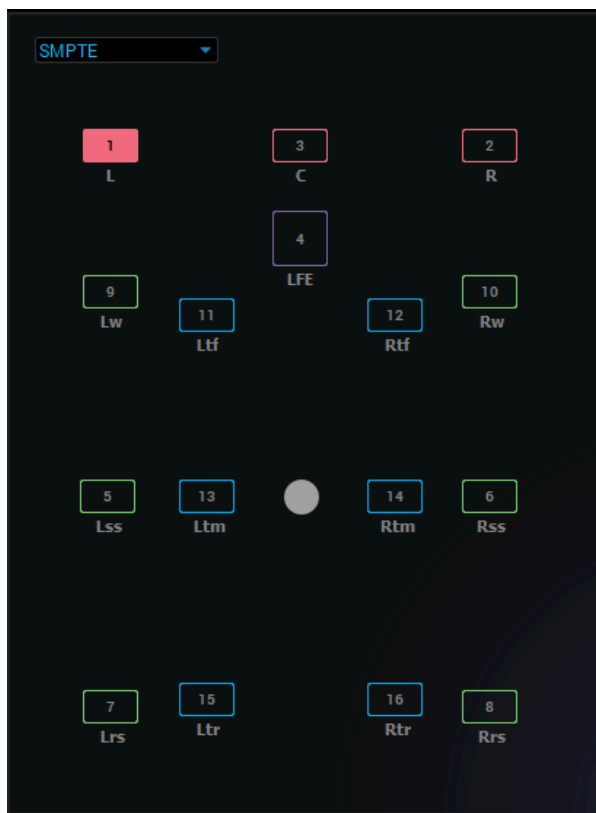 SMPTE
1 3 2
L C R
4
LFE
9 10
Lw Rw
11 12
Ltf Rtf
5 13 14 6
Lss Ltm Rtm Rss
7 15 16 8
Lrs Ltr Rtr Rrs